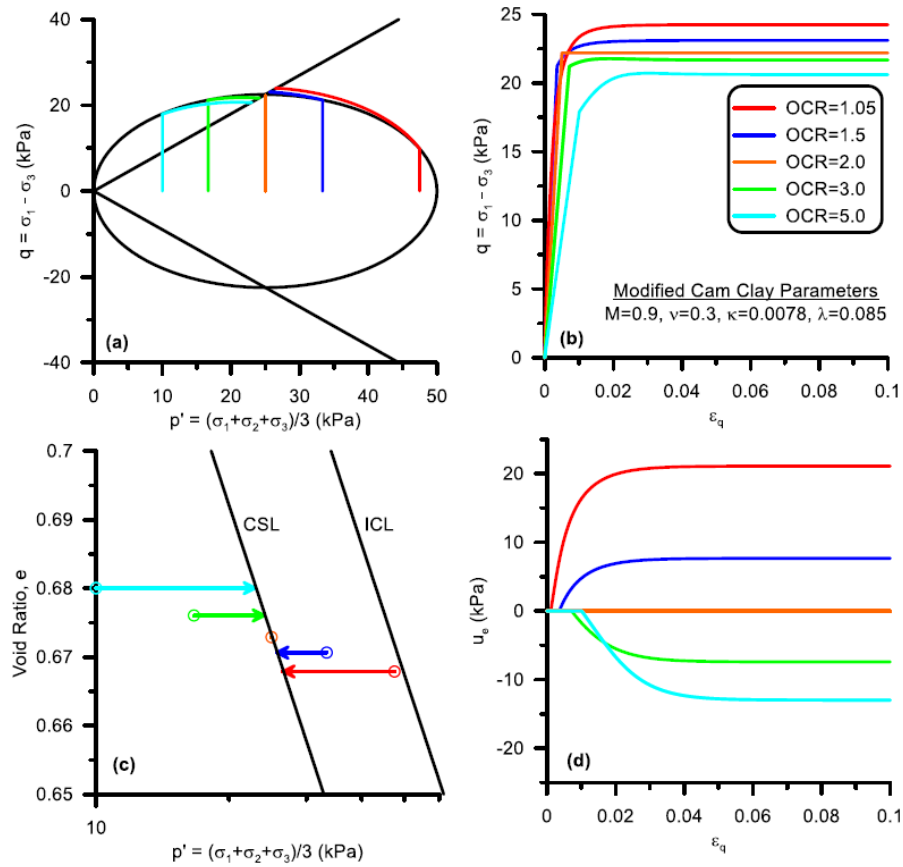 40
20
0
-20
-40
q = σ1 - σ3 (kPa)
(a)
0 10 20 30 40 50
p' = (σ1+σ2+σ3)/3 (kPa)
25
20
15
10
5
0
q = σ1 - σ3 (kPa)
OCR=1.05
OCR=1.5
OCR=2.0
OCR=3.0
OCR=5.0
Modified Cam Clay Parameters
M=0.9, ν=0.3, κ=0.0078, λ=0.085
(b)
0 0.02 0.04 0.06 0.08 0.1
εq
0.7
0.69
0.68
0.67
0.66
0.65
Void Ratio, e
CSL
ICL
(c)
10
p' = (σ1+σ2+σ3)/3 (kPa)
20
10
0
-10
-20
ue (kPa)
(d)
0 0.02 0.04 0.06 0.08 0.1
εq